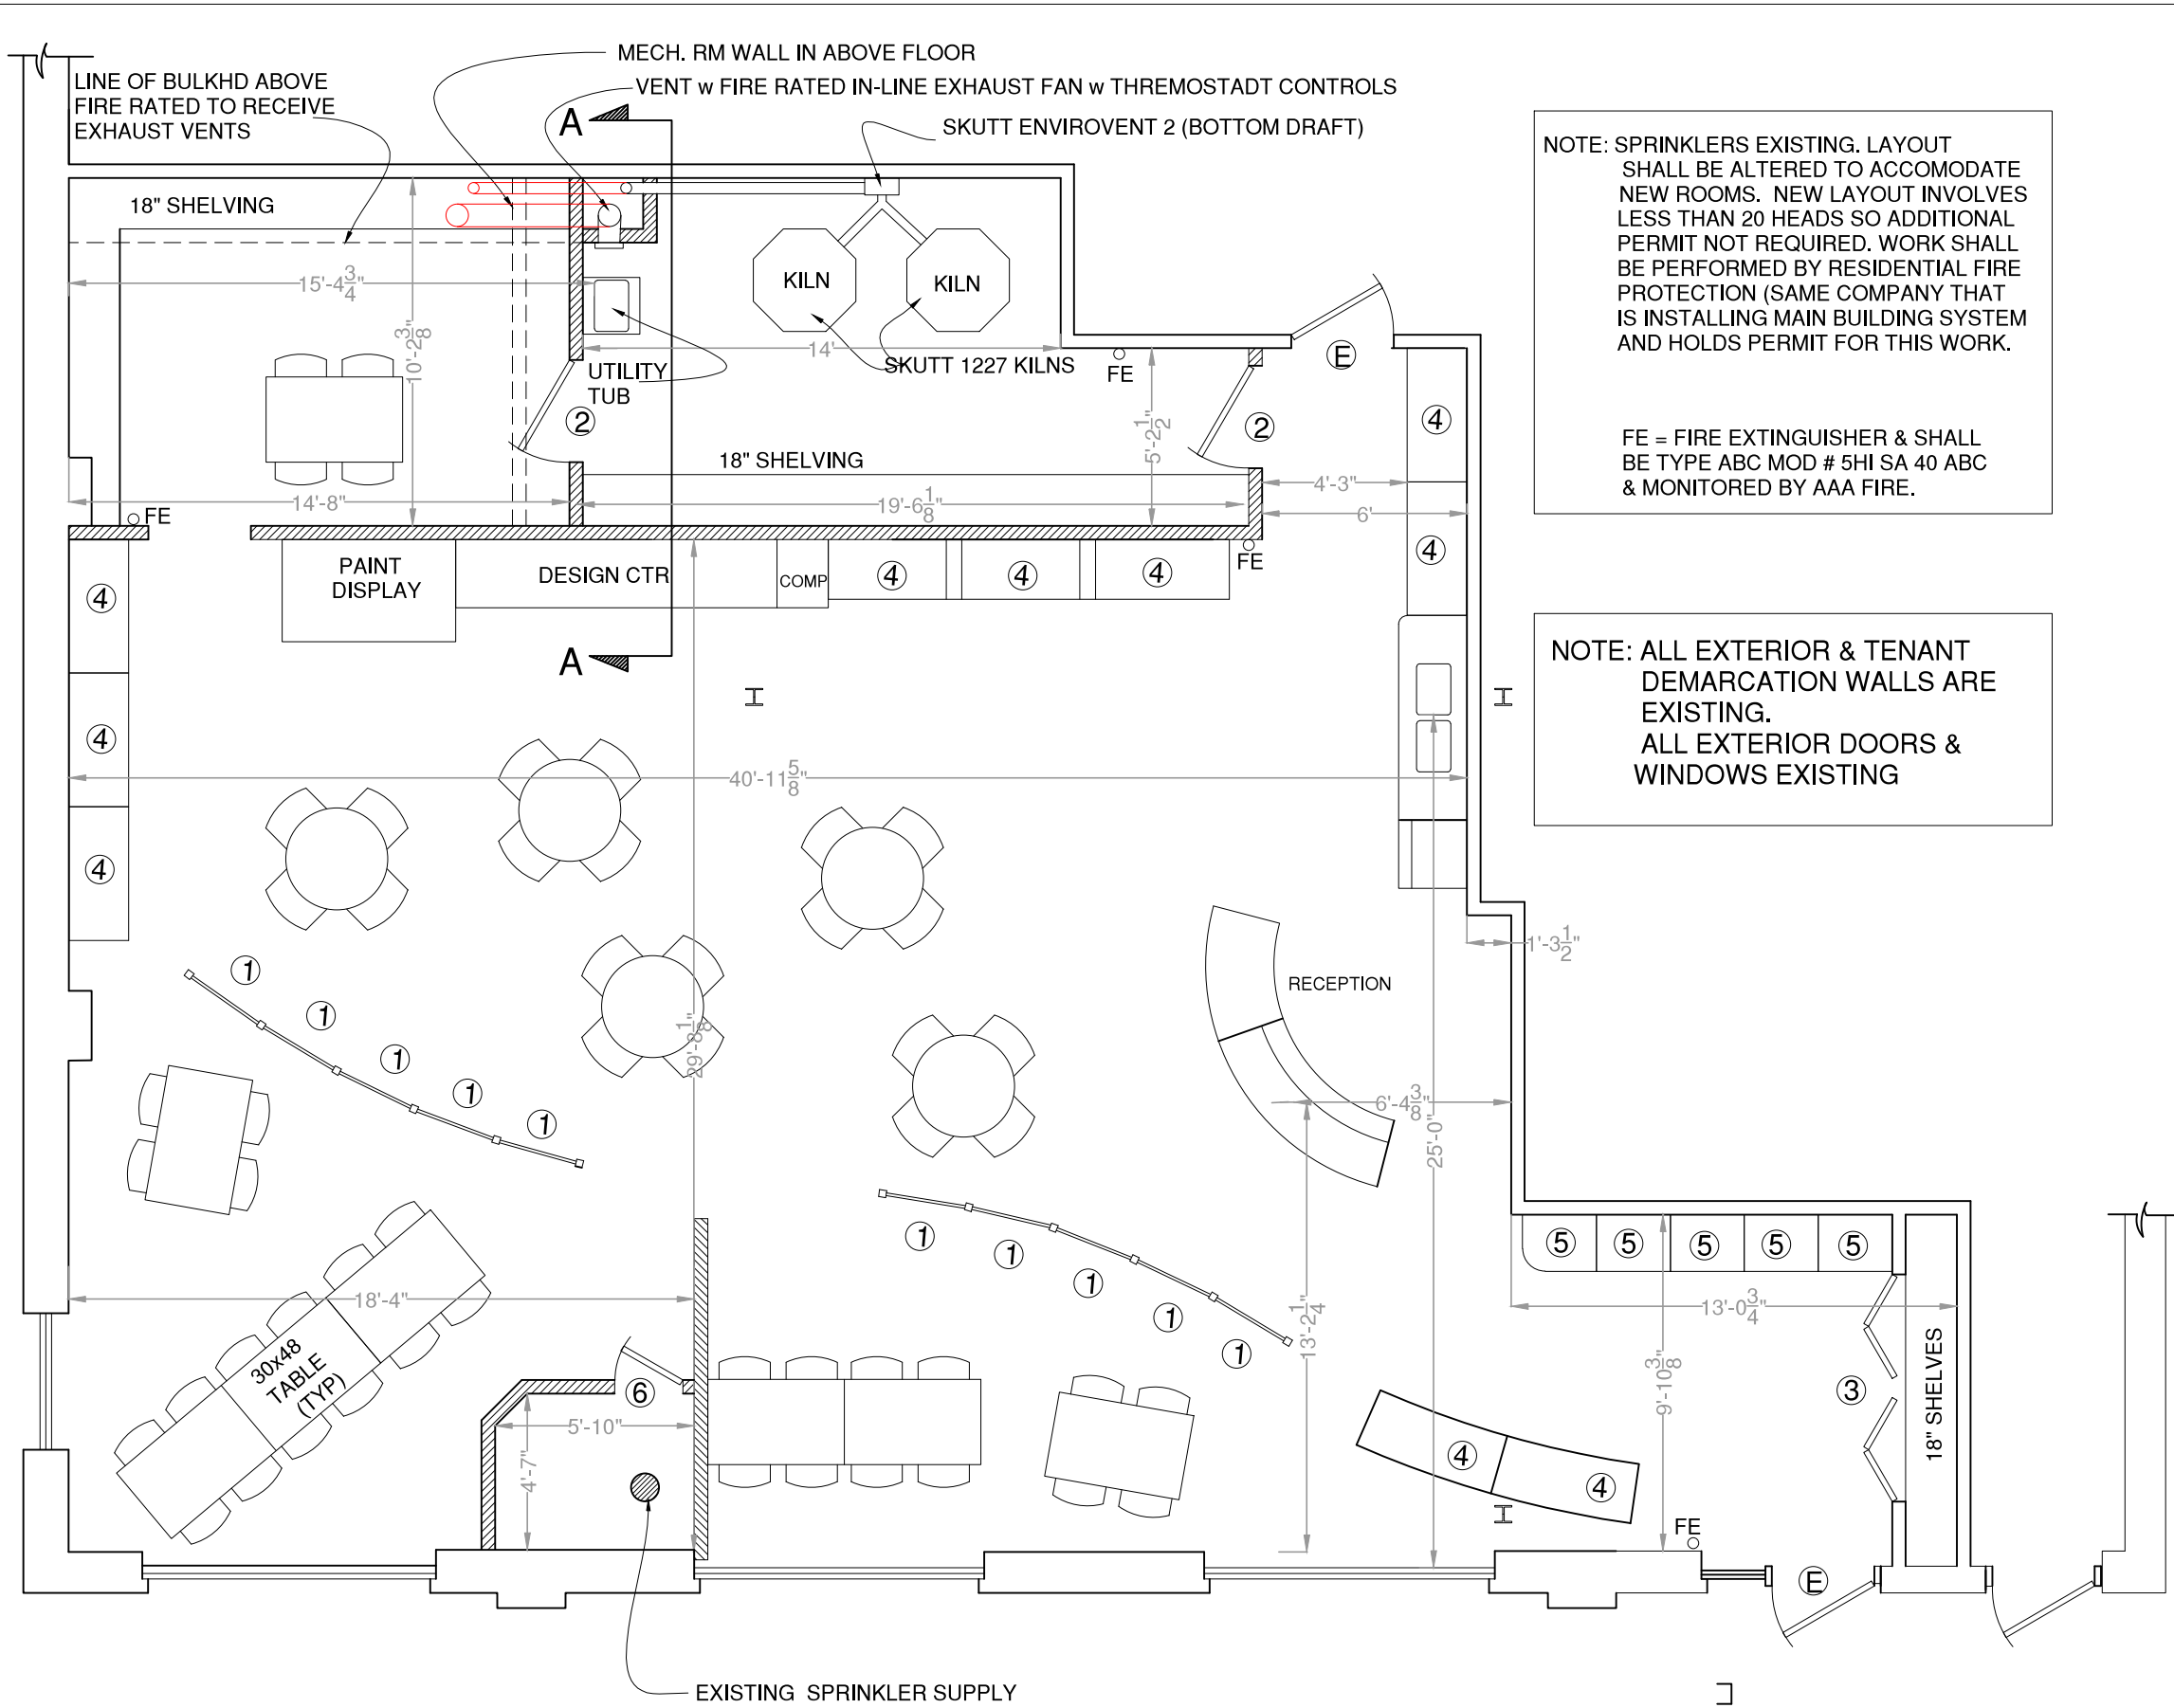 MECH. RM WALL IN ABOVE FLOOR
LINE OF BULKHD ABOVE
FIRE RATED TO RECEIVE
EXHAUST VENTS
VENT w FIRE RATED IN-LINE EXHAUST FAN w THREMOSTADT CONTROLS
A
SKUTT ENVIROVENT 2 (BOTTOM DRAFT)
NOTE: SPRINKLERS EXISTING. LAYOUT
SHALL BE ALTERED TO ACCOMODATE
NEW ROOMS. NEW LAYOUT INVOLVES
LESS THAN 20 HEADS SO ADDITIONAL
PERMIT NOT REQUIRED. WORK SHALL
BE PERFORMED BY RESIDENTIAL FIRE
PROTECTION (SAME COMPANY THAT
IS INSTALLING MAIN BUILDING SYSTEM
AND HOLDS PERMIT FOR THIS WORK.
FE = FIRE EXTINGUISHER & SHALL
BE TYPE ABC MOD # 5HI SA 40 ABC
& MONITORED BY AAA FIRE.
18" SHELVING
15'-4 3/4"
10'-2 3/8"
KILN
KILN
14'
SKUTT 1227 KILNS
UTILITY
TUB
FE
E
2
2
5'-2 1/2"
4
18" SHELVING
14'-8"
19'-6 1/8"
4'-3"
6'
FE
FE
4
PAINT
DISPLAY
DESIGN CTR
COMP
4
4
4
4
A
NOTE: ALL EXTERIOR & TENANT
DEMARCATION WALLS ARE
EXISTING.
ALL EXTERIOR DOORS &
WINDOWS EXISTING
4
40'-11 5/8"
4
1'-3 1/2"
RECEPTION
1
1
1
1
1
29'-8 1/8"
6'-4 3/8"
25'-0"
1
1
1
1
1
5
5
5
5
5
18'-4"
13'-2 1/4"
13'-0 3/4"
30x48
TABLE
(TYP)
6
5'-10"
4'-7"
9'-10 3/8"
3
18" SHELVES
4
4
FE
E
EXISTING SPRINKLER SUPPLY